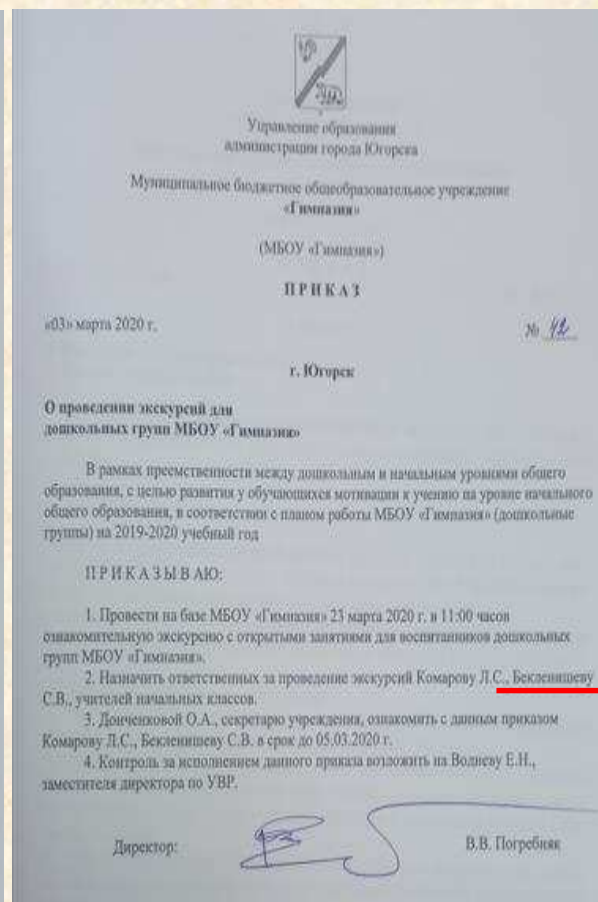 Управление образования
администрации города Югорска
Муниципальное бюджетное общеобразовательное учреждение
«Гимназия»
(МБОУ «Гимназия»)
ПРИКАЗ
«03» марта 2020 г.
№ 42
г. Югорск
О проведении экскурсий для
дошкольных групп МБОУ «Гимназия»
В рамках преемственности между дошкольным и начальным уровнями общего
образования, с целью развития у обучающихся мотивации к учению на уровне начального
общего образования, в соответствии с планом работы МБОУ «Гимназия» (дошкольные
группы) на 2019-2020 учебный год
ПРИКАЗЫВАЮ:
1. Провести на базе МБОУ «Гимназия» 23 марта 2020 г. в 11:00 часов
ознакомительную экскурсию с открытыми занятиями для воспитанников дошкольных
групп МБОУ «Гимназия».
2. Назначить ответственных за проведение экскурсий Комарову Л.С., Бекленищеву
С.В., учителей начальных классов.
3. Донченковой О.А., секретарю учреждения, ознакомить с данным приказом
Комарову Л.С., Бекленищеву С.В. в срок до 05.03.2020 г.
4. Контроль за исполнением данного приказа возложить на Волневу Е.Н.,
заместителя директора по УВР.
Директор:
В.В. Погребняк